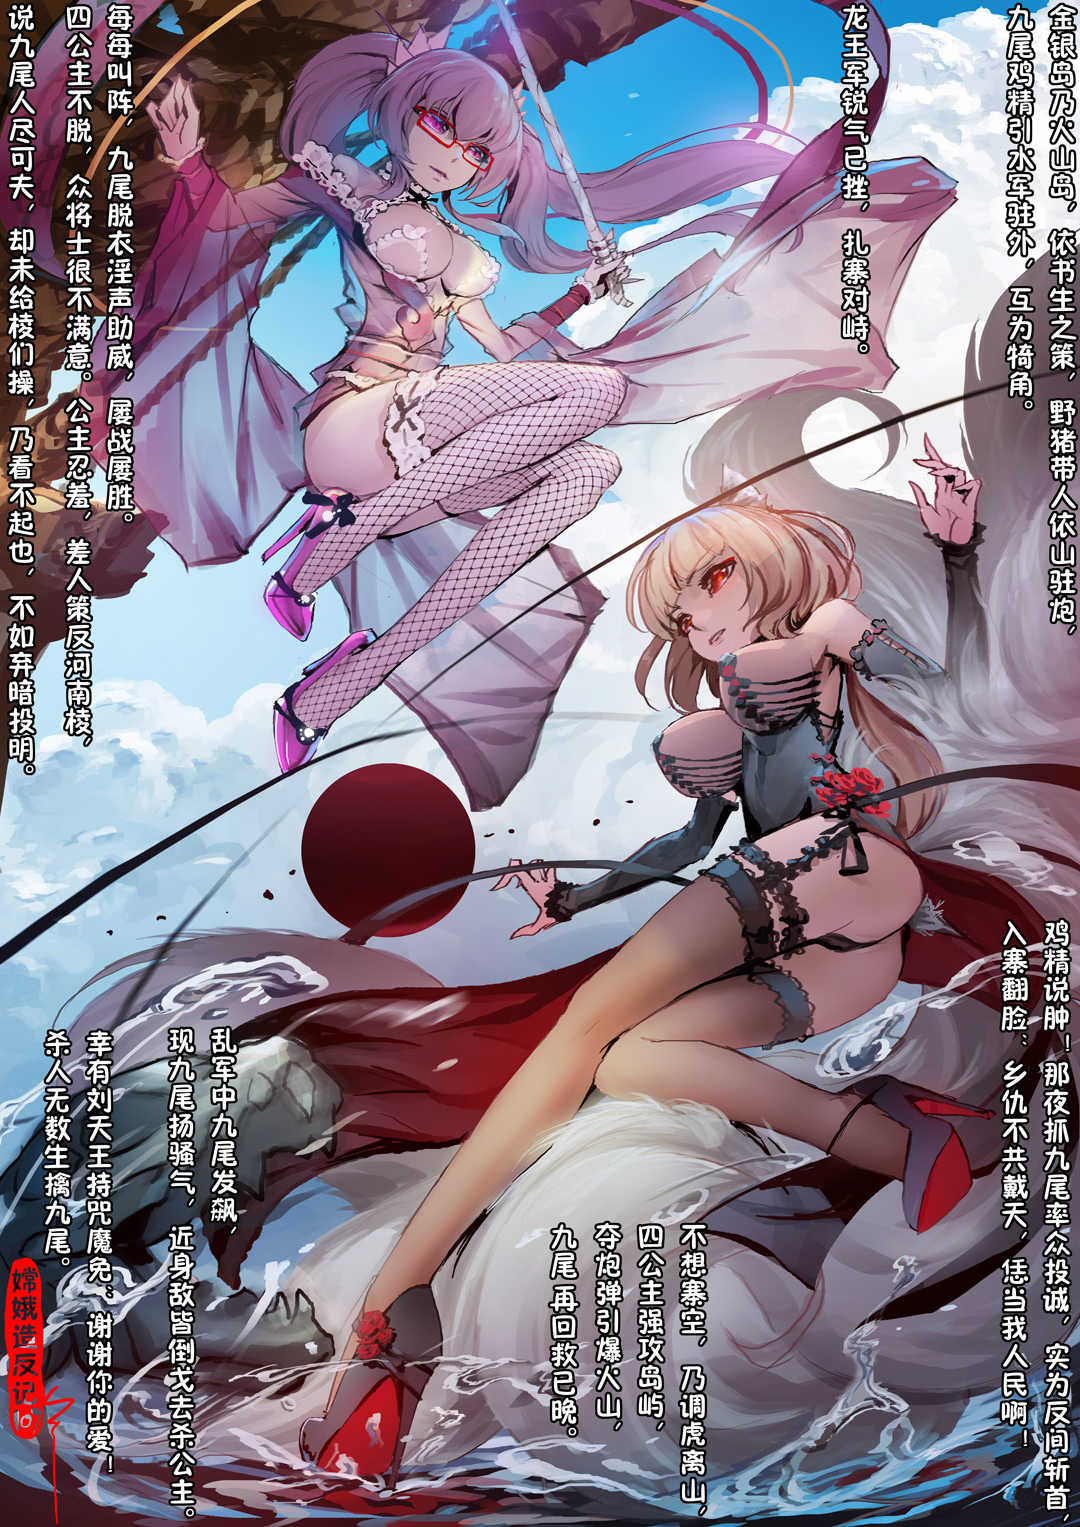 金银岛乃火山岛，依书生之策，野猪带人依山驻炮，
九尾鸡精引水军驻外，互为犄角。
龙王军锐气已挫，扎寨对峙。
每每叫阵，九尾脱衣淫声助威，屡战屡胜。
四公主不脱，众将士很不满意。公主忍羞，差人策反河南棱，
说九尾人尽可夫，却未给棱们操，乃看不起也，不如弃暗投明。
鸡精说肿！那夜抓九尾率众投诚，实为反间斩首，
入寨翻脸：乡仇不共戴天，恁当我人民啊！
不想寨空，乃调虎离山，
四公主强攻岛屿，
夺炮弹引爆火山，
九尾再回救已晚。
乱军中九尾发飙，
现九尾扬骚气，近身敌皆倒戈去杀公主。
幸有刘天王持咒魔免。谢谢你的爱！
杀人无数生擒九尾。
嫦娥造反记10